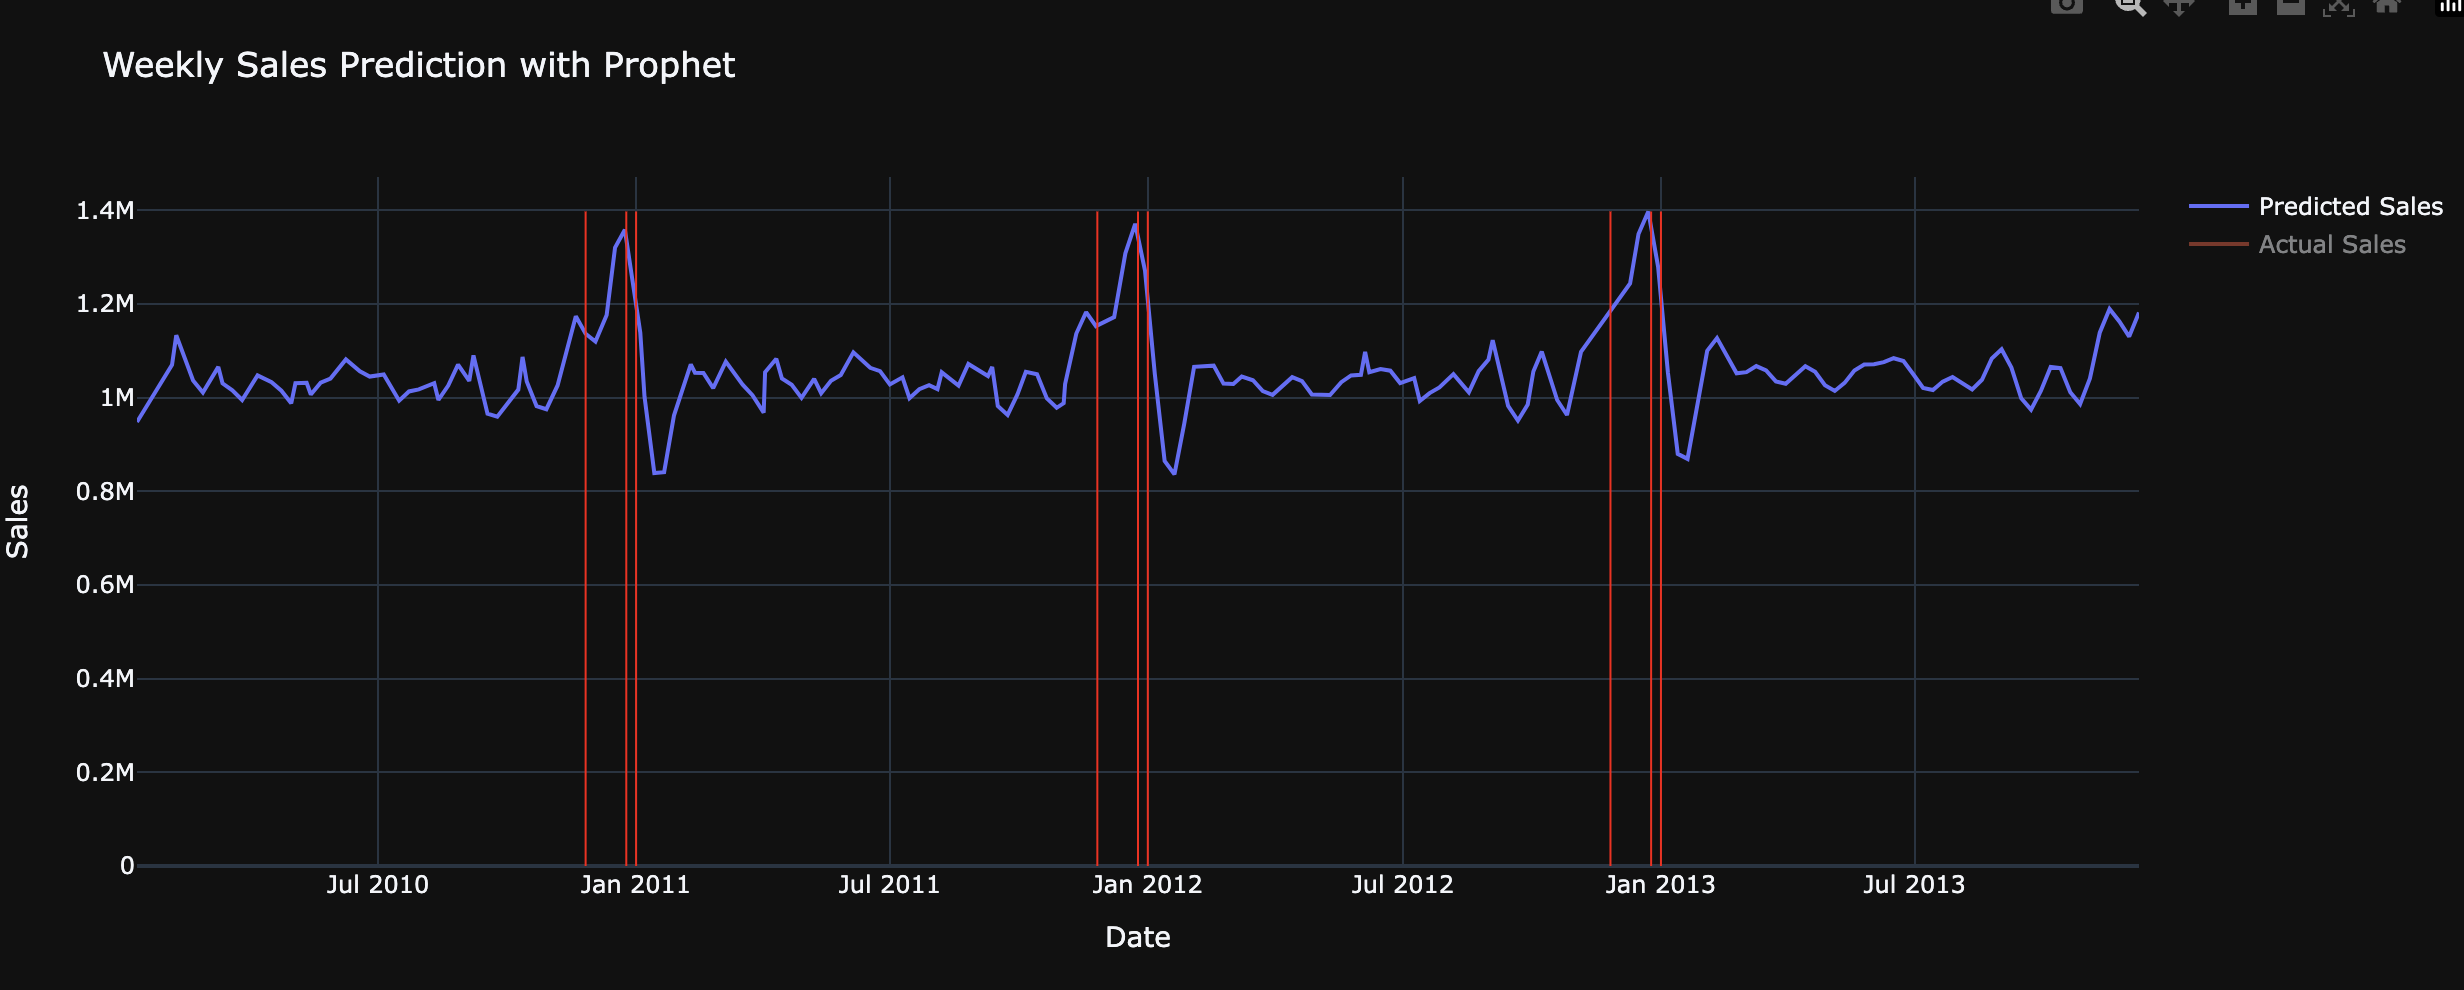 Weekly Sales Prediction with Prophet
Predicted Sales
Actual Sales
1.4M
1.2M
1M
0.8M
0.6M
0.4M
0.2M
0
Sales
Jul 2010
Jan 2011
Jul 2011
Jan 2012
Jul 2012
Jan 2013
Jul 2013
Date